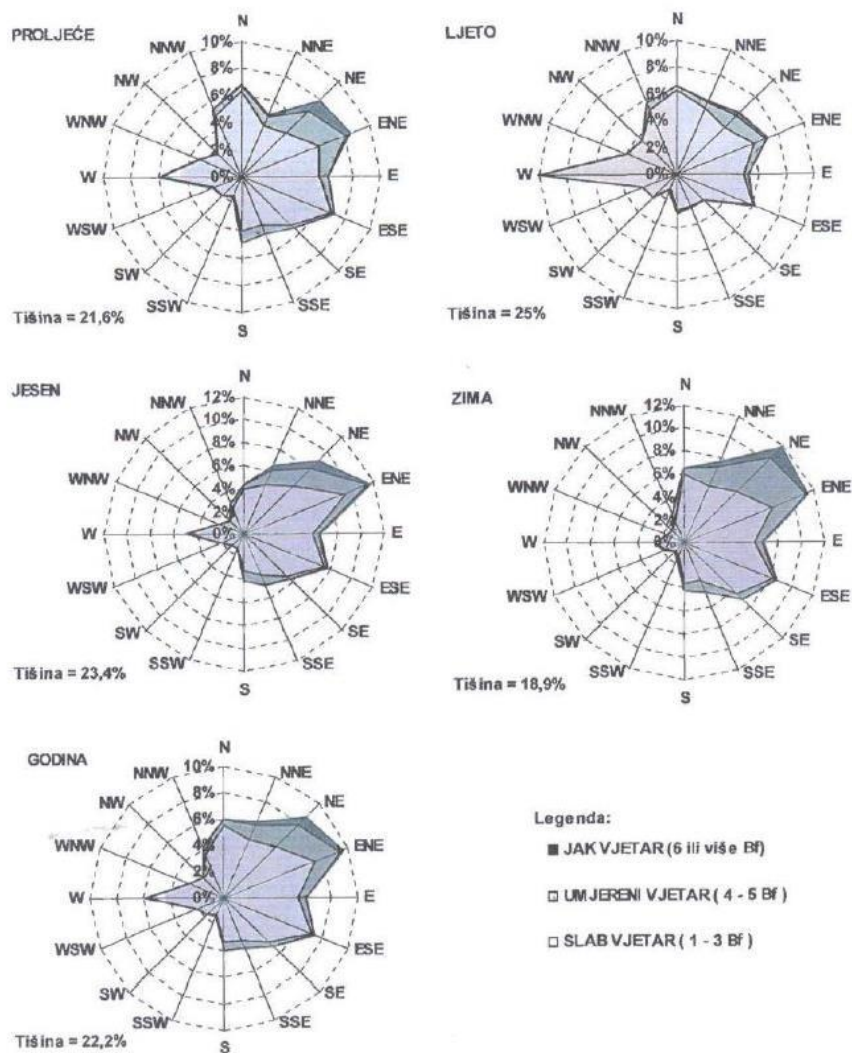 PROLJEĆE
N
NNE
NE
ENE
E
ESE
SE
SSE
S
SSW
SW
WSW
W
WNW
NW
NNW
10%
8%
6%
4%
2%
0%
Tišina = 21,6%
LJETO
N
NNE
NE
ENE
E
ESE
SE
SSE
S
SSW
SW
WSW
W
WNW
NW
NNW
10%
8%
6%
4%
2%
0%
Tišina = 25%
JESEN
N
NNE
NE
ENE
E
ESE
SE
SSE
S
SSW
SW
WSW
W
WNW
NW
NNW
12%
10%
8%
6%
4%
2%
0%
Tišina = 23,4%
ZIMA
N
NNE
NE
ENE
E
ESE
SE
SSE
S
SSW
SW
WSW
W
WNW
NW
NNW
12%
10%
8%
6%
4%
2%
0%
Tišina = 18,9%
GODINA
N
NNE
NE
ENE
E
ESE
SE
SSE
S
SSW
SW
WSW
W
WNW
NW
NNW
10%
8%
6%
4%
2%
0%
Tišina = 22,2%
Legenda:
JAK VJETAR (6 ili više Bf)
UMJERENI VJETAR ( 4 - 5 Bf )
SLAB VJETAR ( 1 - 3 Bf )